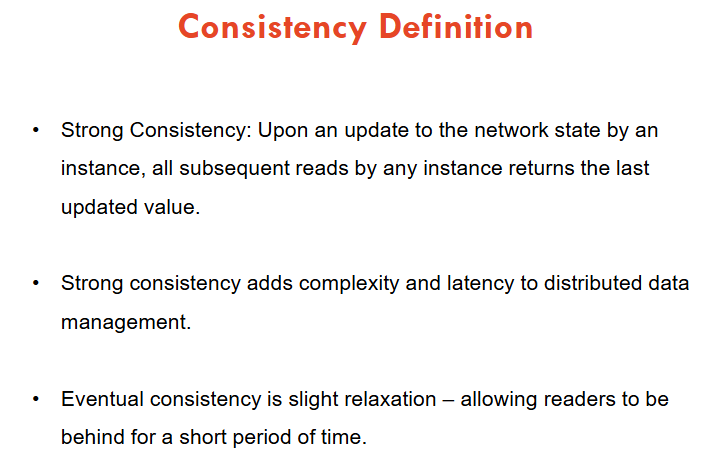 Consistency Definition
• Strong Consistency: Upon an update to the network state by an
instance, all subsequent reads by any instance returns the last
updated value.
• Strong consistency adds complexity and latency to distributed data
management.
• Eventual consistency is slight relaxation – allowing readers to be
behind for a short period of time.